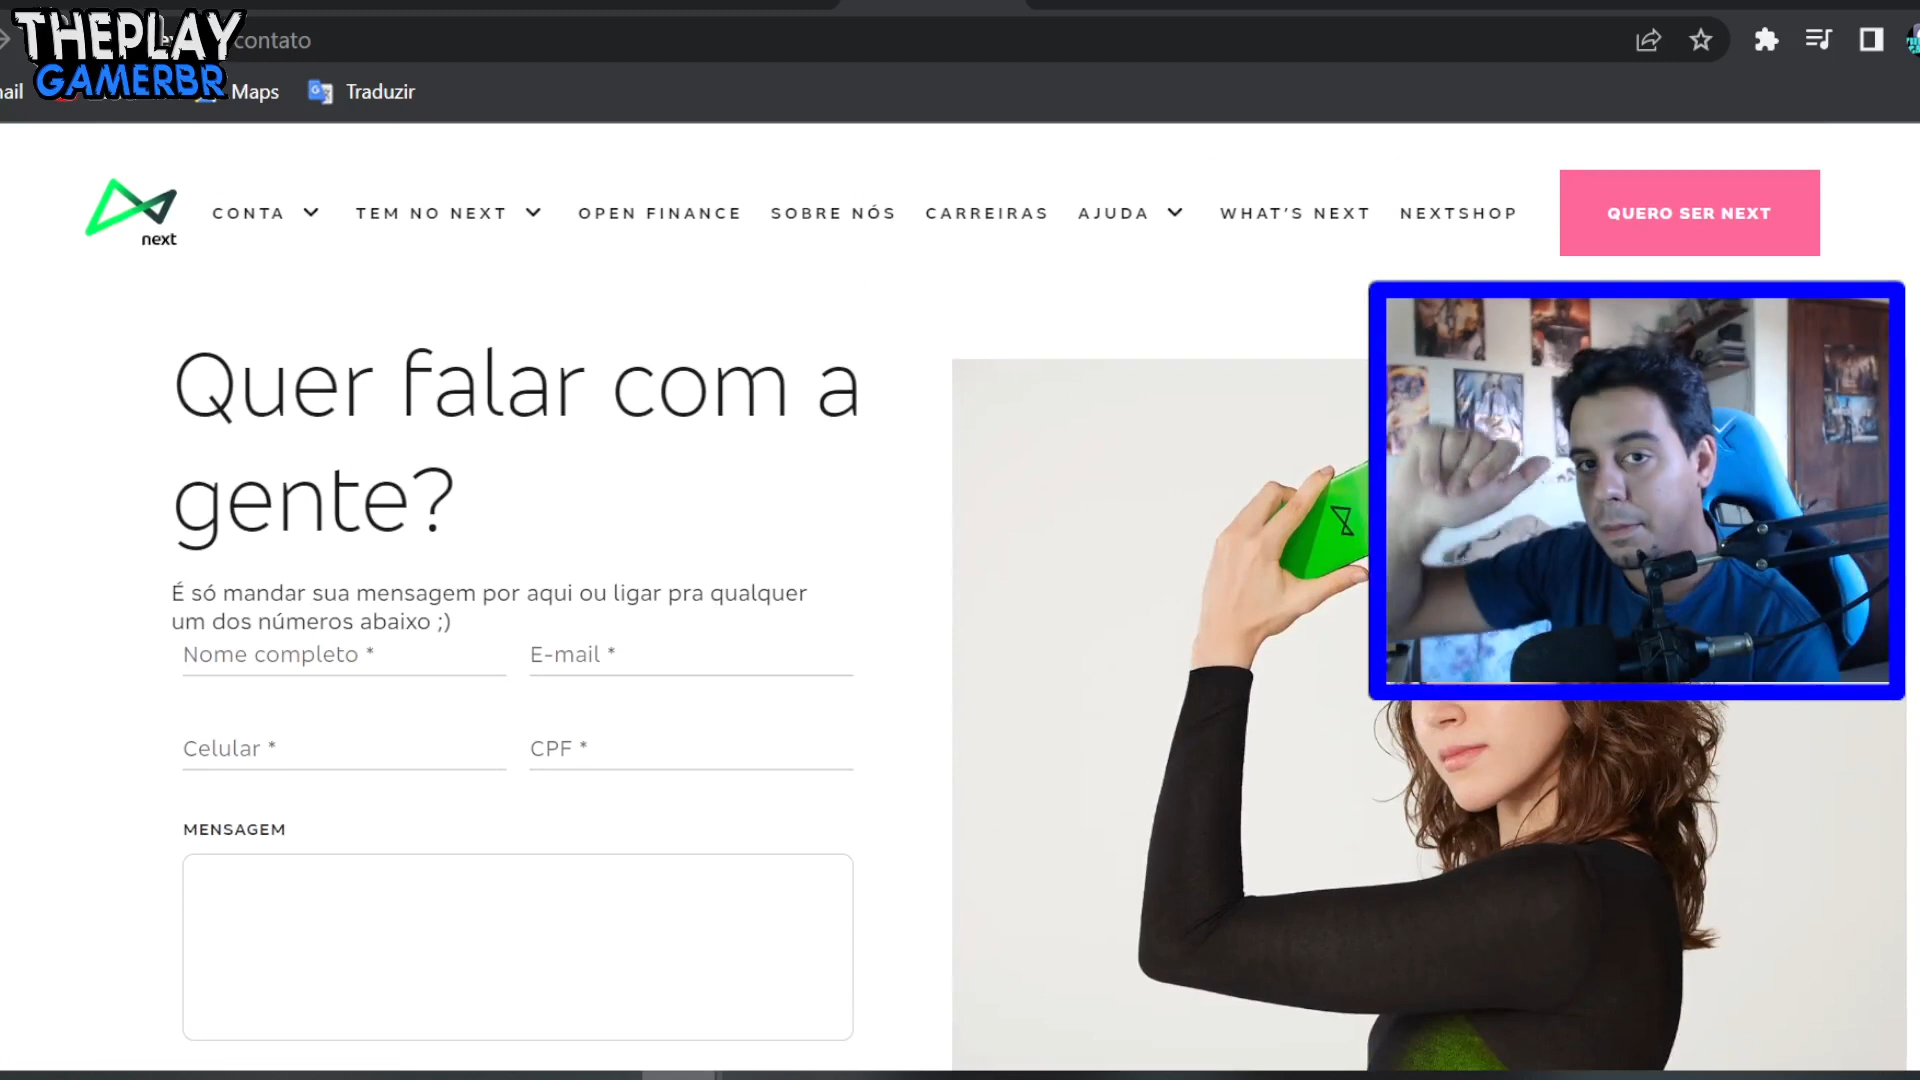 THEPLAY
GAMERBR
contato
ail
Maps
Traduzir
next
CONTA
TEM NO NEXT
OPEN FINANCE
SOBRE NÓS
CARREIRAS
AJUDA
WHAT'S NEXT
NEXTSHOP
QUERO SER NEXT
Quer falar com a
gente?
É só mandar sua mensagem por aqui ou ligar pra qualquer
um dos números abaixo ;)
Nome completo *
E-mail *
Celular *
CPF *
MENSAGEM